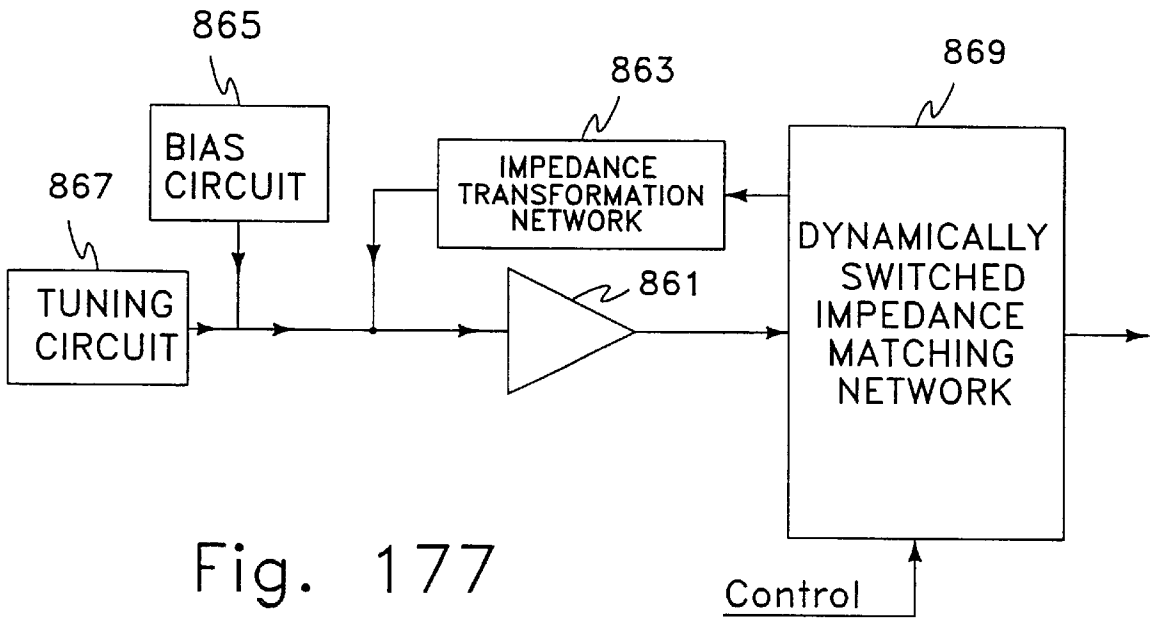 865
BIAS
CIRCUIT
867
TUNING
CIRCUIT
863
IMPEDANCE
TRANSFORMATION
NETWORK
861
869
DYNAMICALLY
SWITCHED
IMPEDANCE
MATCHING
NETWORK
Control
Fig. 177